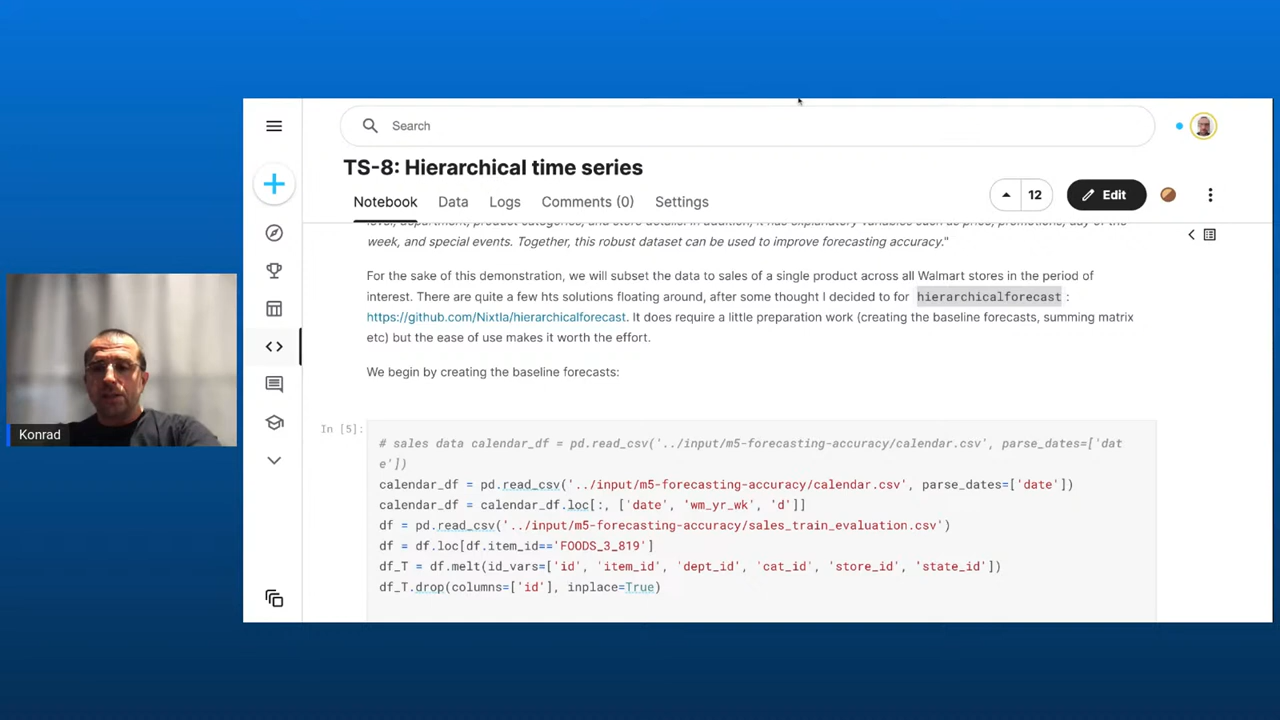 Search
TS-8: Hierarchical time series
Notebook Data Logs Comments (0) Settings
12
Edit
week, and special events. Together, this robust dataset can be used to improve forecasting accuracy."
For the sake of this demonstration, we will subset the data to sales of a single product across all Walmart stores in the period of
interest. There are quite a few hts solutions floating around, after some thought I decided to for hierarchicalforecast :
https://github.com/Nixtla/hierarchicalforecast. It does require a little preparation work (creating the baseline forecasts, summing matrix
etc) but the ease of use makes it worth the effort.
We begin by creating the baseline forecasts:
In [5]:
# sales data calendar_df = pd.read_csv('../input/m5-forecasting-accuracy/calendar.csv', parse_dates=['dat
e'])
calendar_df = pd.read_csv('../input/m5-forecasting-accuracy/calendar.csv', parse_dates=['date'])
calendar_df = calendar_df.loc[:, ['date', 'wm_yr_wk', 'd']]
df = pd.read_csv('../input/m5-forecasting-accuracy/sales_train_evaluation.csv')
df = df.loc[df.item_id=='FOODS_3_819']
df_T = df.melt(id_vars=['id', 'item_id', 'dept_id', 'cat_id', 'store_id', 'state_id'])
df_T.drop(columns=['id'], inplace=True)
Konrad